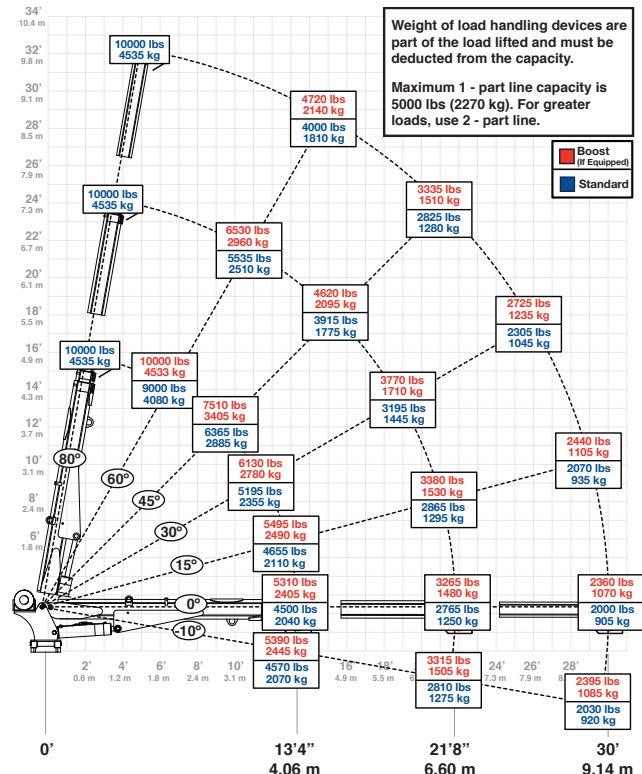 34'
10.4 m
32'
9.8 m
30'
9.1 m
28'
8.5 m
26'
7.9 m
24'
7.3 m
22'
6.7 m
20'
6.1 m
18'
5.5 m
16'
4.9 m
14'
4.3 m
12'
3.7 m
10'
3.1 m
8'
2.4 m
6'
1.8 m
Weight of load handling devices are
part of the load lifted and must be
deducted from the capacity.
Maximum 1 - part line capacity is
5000 lbs (2270 kg). For greater
loads, use 2 - part line.
Boost
(If Equipped)
Standard
10000 lbs
4535 kg
4720 lbs
2140 kg
4000 lbs
1810 kg
3335 lbs
1510 kg
2825 lbs
1280 kg
10000 lbs
4535 kg
6530 lbs
2960 kg
5535 lbs
2510 kg
4620 lbs
2095 kg
3915 lbs
1775 kg
2725 lbs
1235 kg
2305 lbs
1045 kg
10000 lbs
4535 kg
10000 lbs
4533 kg
9000 lbs
4080 kg
7510 lbs
3405 kg
6365 lbs
2885 kg
3770 lbs
1710 kg
3195 lbs
1445 kg
6130 lbs
2780 kg
5195 lbs
2355 kg
3380 lbs
1530 kg
2865 lbs
1295 kg
2440 lbs
1105 kg
2070 lbs
935 kg
5495 lbs
2490 kg
4655 lbs
2110 kg
5310 lbs
2405 kg
4500 lbs
2040 kg
3265 lbs
1480 kg
2765 lbs
1250 kg
2360 lbs
1070 kg
2000 lbs
905 kg
5390 lbs
2445 kg
4570 lbs
2070 kg
3315 lbs
1505 kg
2810 lbs
1275 kg
2395 lbs
1085 kg
2030 lbs
920 kg
80º
60º
45º
30º
15º
0º
-10º
2' 4' 6' 8' 10' 16' 18' 24' 26' 28'
0.6 m 1.2 m 1.8 m 2.4 m 3.1 m 4.9 m 5.5 m 7.3 m 7.9 m
0' 13'4" 21'8" 30'
4.06 m 6.60 m 9.14 m